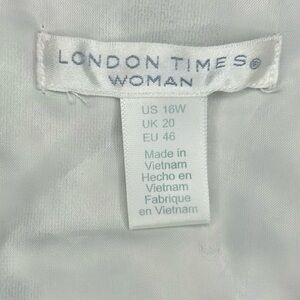 LONDON TIMES®
WOMAN
US 16W
UK 20
EU 46
Made in
Vietnam
Hecho en
Vietnam
Fabrique
en Vietnam